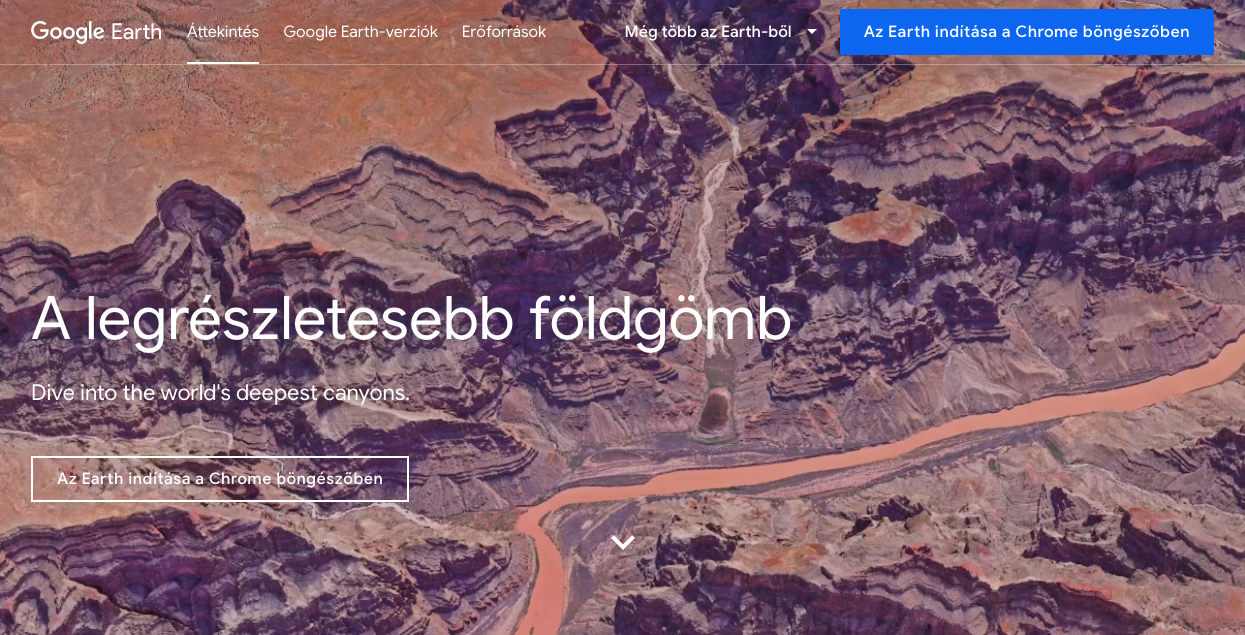 Google Earth
Áttekintés
Google Earth-verziók
Erőforrások
Még több az Earth-ből
Az Earth indítása a Chrome böngészőben
A legrészletesebb földgömb
Dive into the world's deepest canyons.
Az Earth indítása a Chrome böngészőben